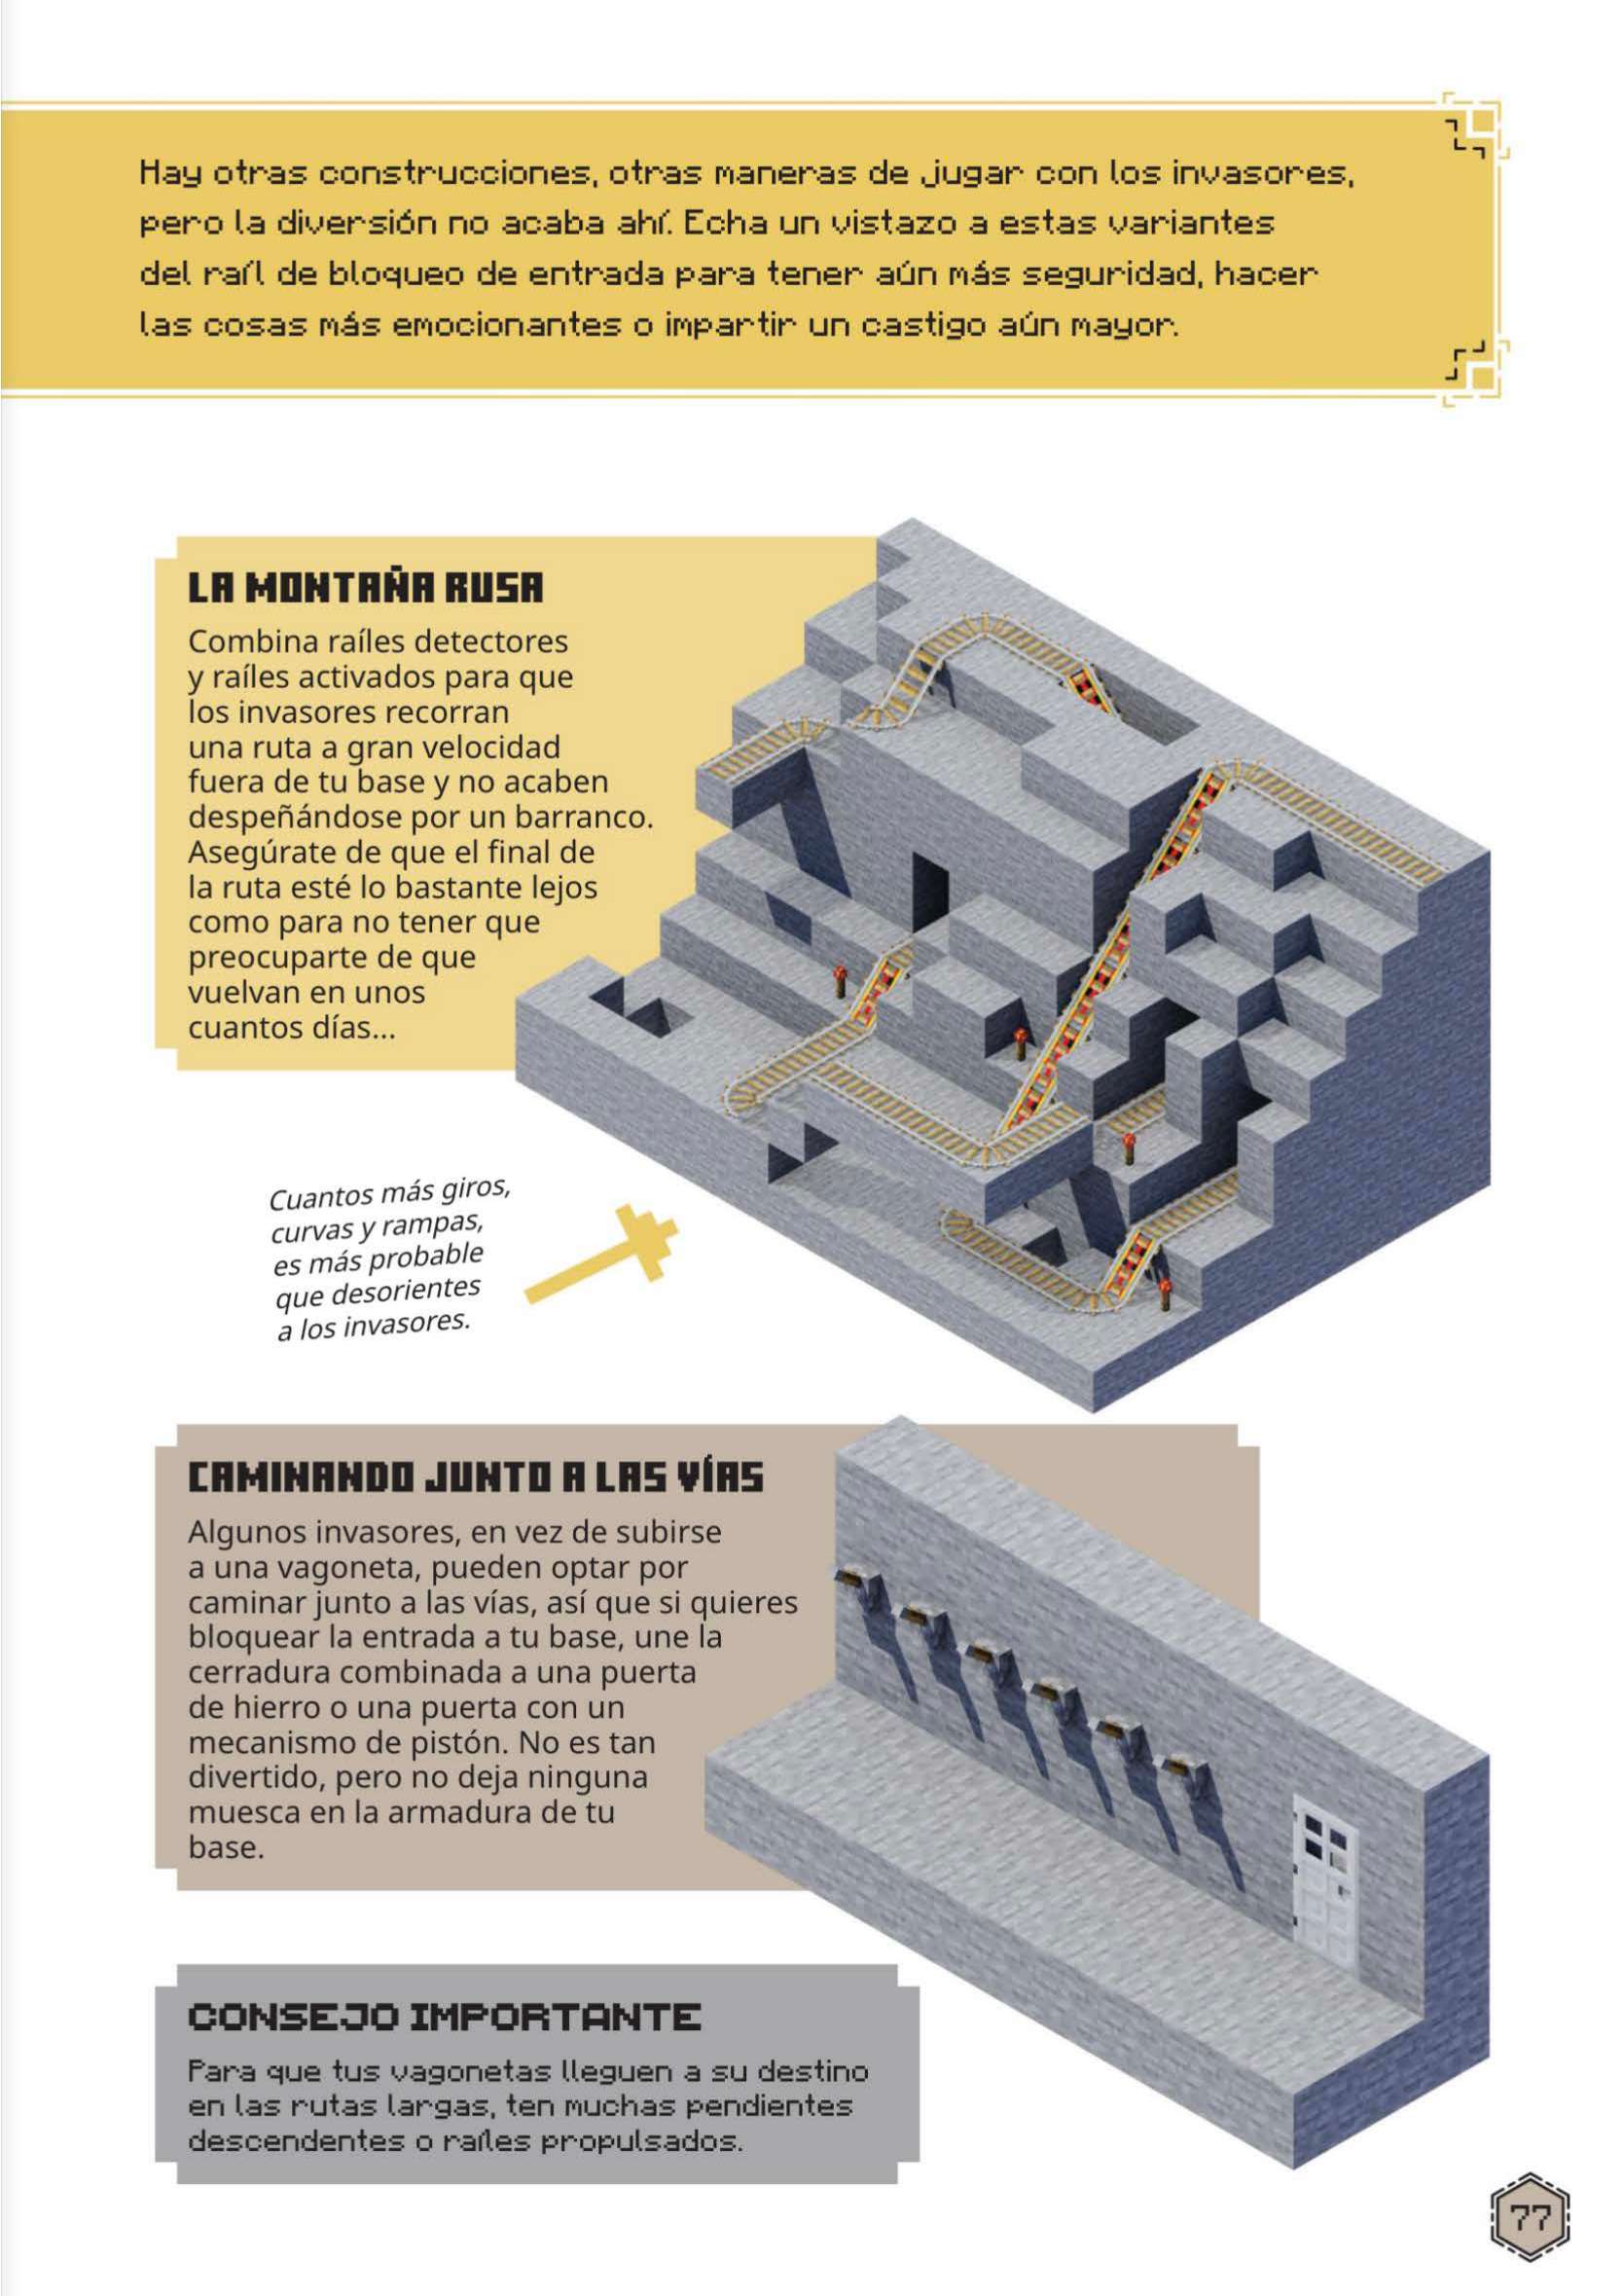 Hay otras construcciones, otras maneras de jugar con los invasores,
pero la diversión no acaba ahí. Echa un vistazo a estas variantes
del raíl de bloqueo de entrada para tener aún más seguridad, hacer
las cosas más emocionantes o impartir un castigo aún mayor.
LA MONTAÑA RUSA
Combina raíles detectores
y raíles activados para que
los invasores recorran
una ruta a gran velocidad
fuera de tu base y no acaben
despeñándose por un barranco.
Asegúrate de que el final de
la ruta esté lo bastante lejos
como para no tener que
preocuparte de que
vuelvan en unos
cuantos días...
Cuantos más giros,
curvas y rampas,
es más probable
que desorientes
a los invasores.
CAMINANDO JUNTO A LAS VÍAS
Algunos invasores, en vez de subirse
a una vagoneta, pueden optar por
caminar junto a las vías, así que si quieres
bloquear la entrada a tu base, une la
cerradura combinada a una puerta
de hierro o una puerta con un
mecanismo de pistón. No es tan
divertido, pero no deja ninguna
muesca en la armadura de tu
base.
CONSEJO IMPORTANTE
Para que tus vagonetas lleguen a su destino
en las rutas largas, ten muchas pendientes
descendentes o raíles propulsados.
77